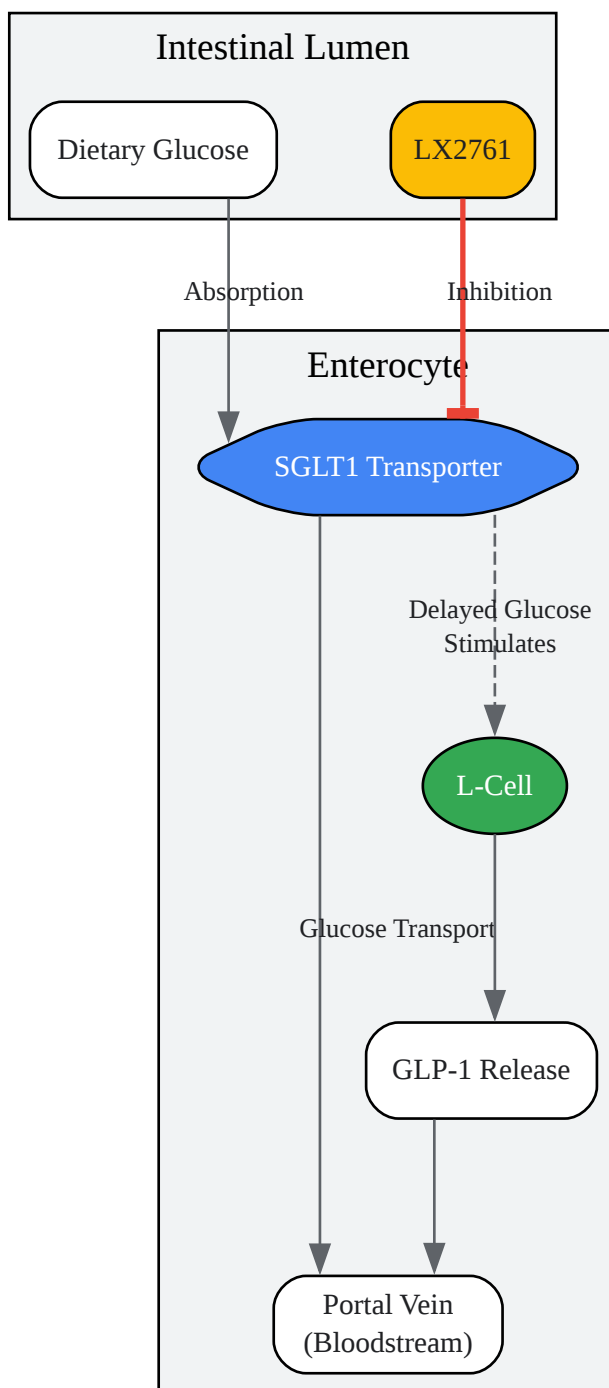 Intestinal Lumen
Dietary Glucose
LX2761
Absorption
Inhibition
Enterocyte
SGLT1 Transporter
Delayed Glucose
Stimulates
L-Cell
Glucose Transport
GLP-1 Release
Portal Vein
(Bloodstream)